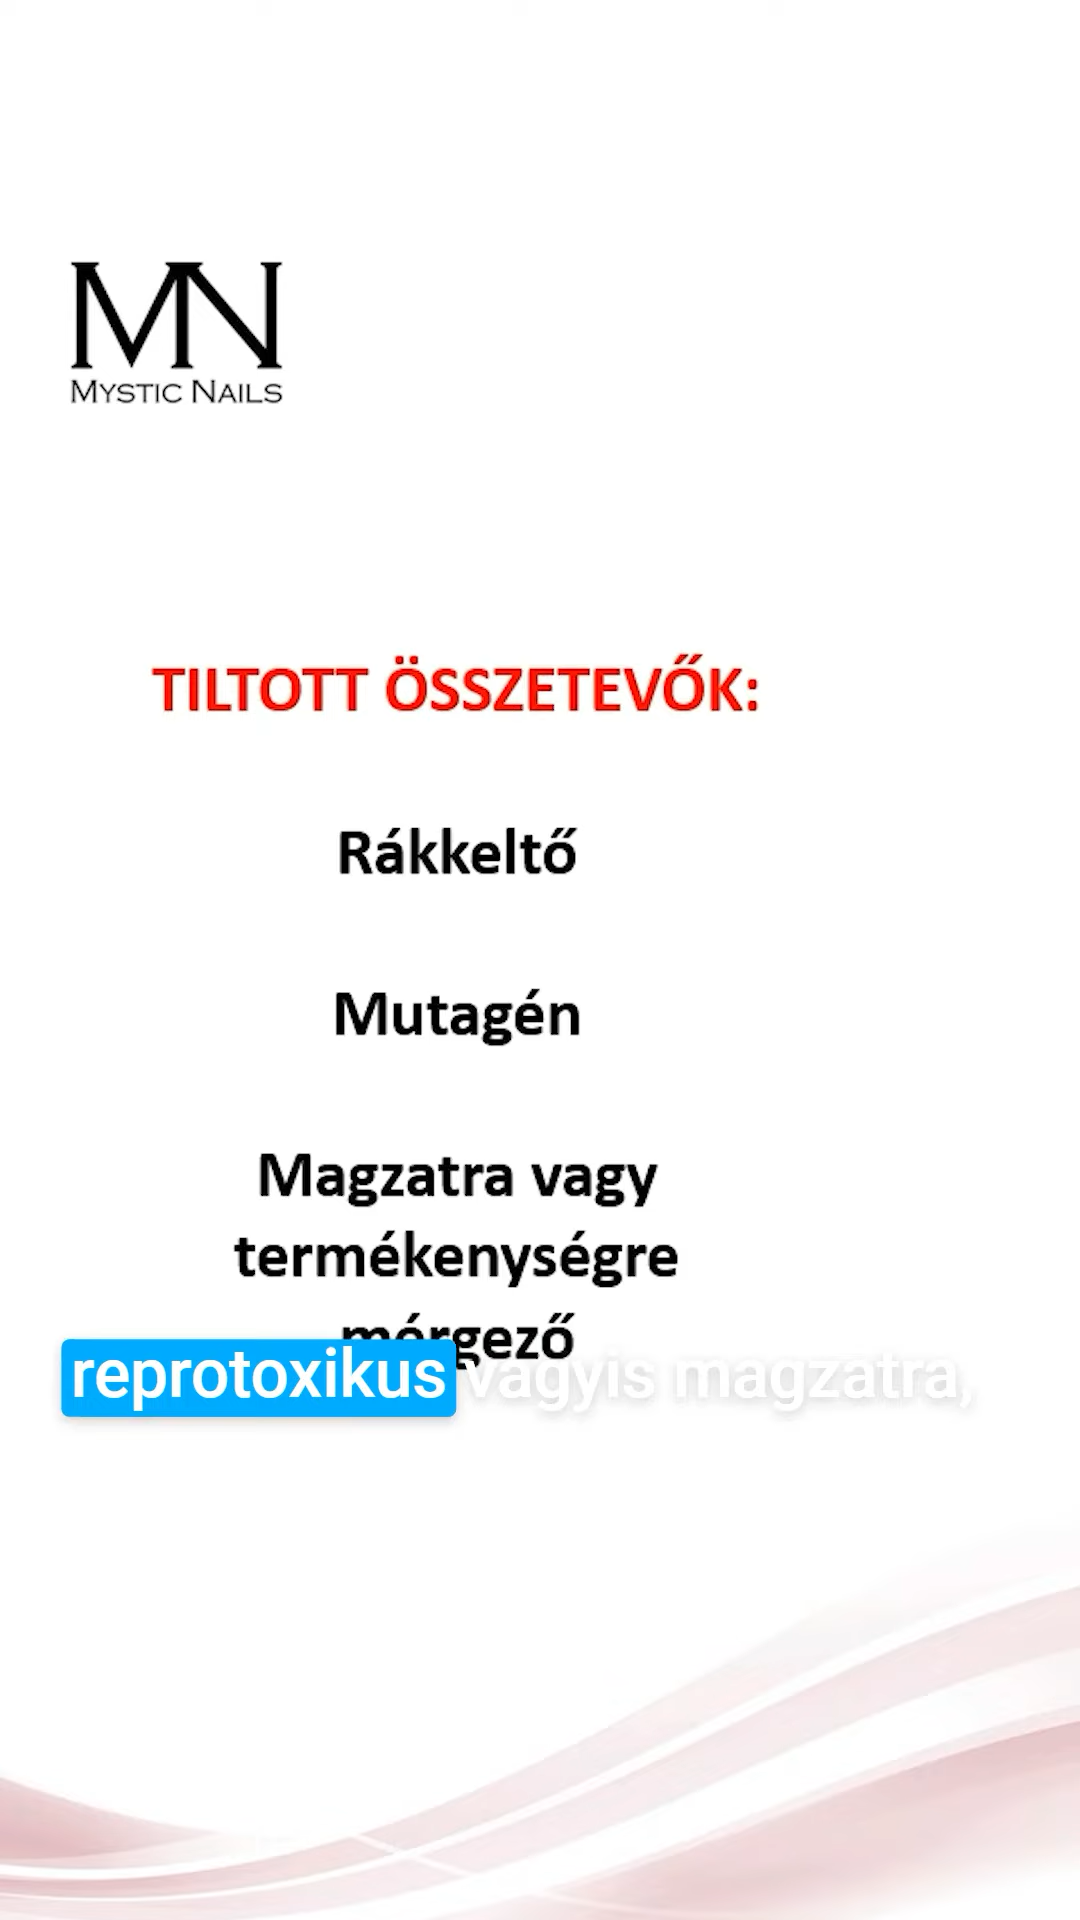 MN
MYSTIC NAILS
TILTOTT ÖSSZETEVŐK:
Rákkeltő
Mutagén
Magzatra vagy
termékenységre
mérgező
reprotoxikus vagyis magzatra,